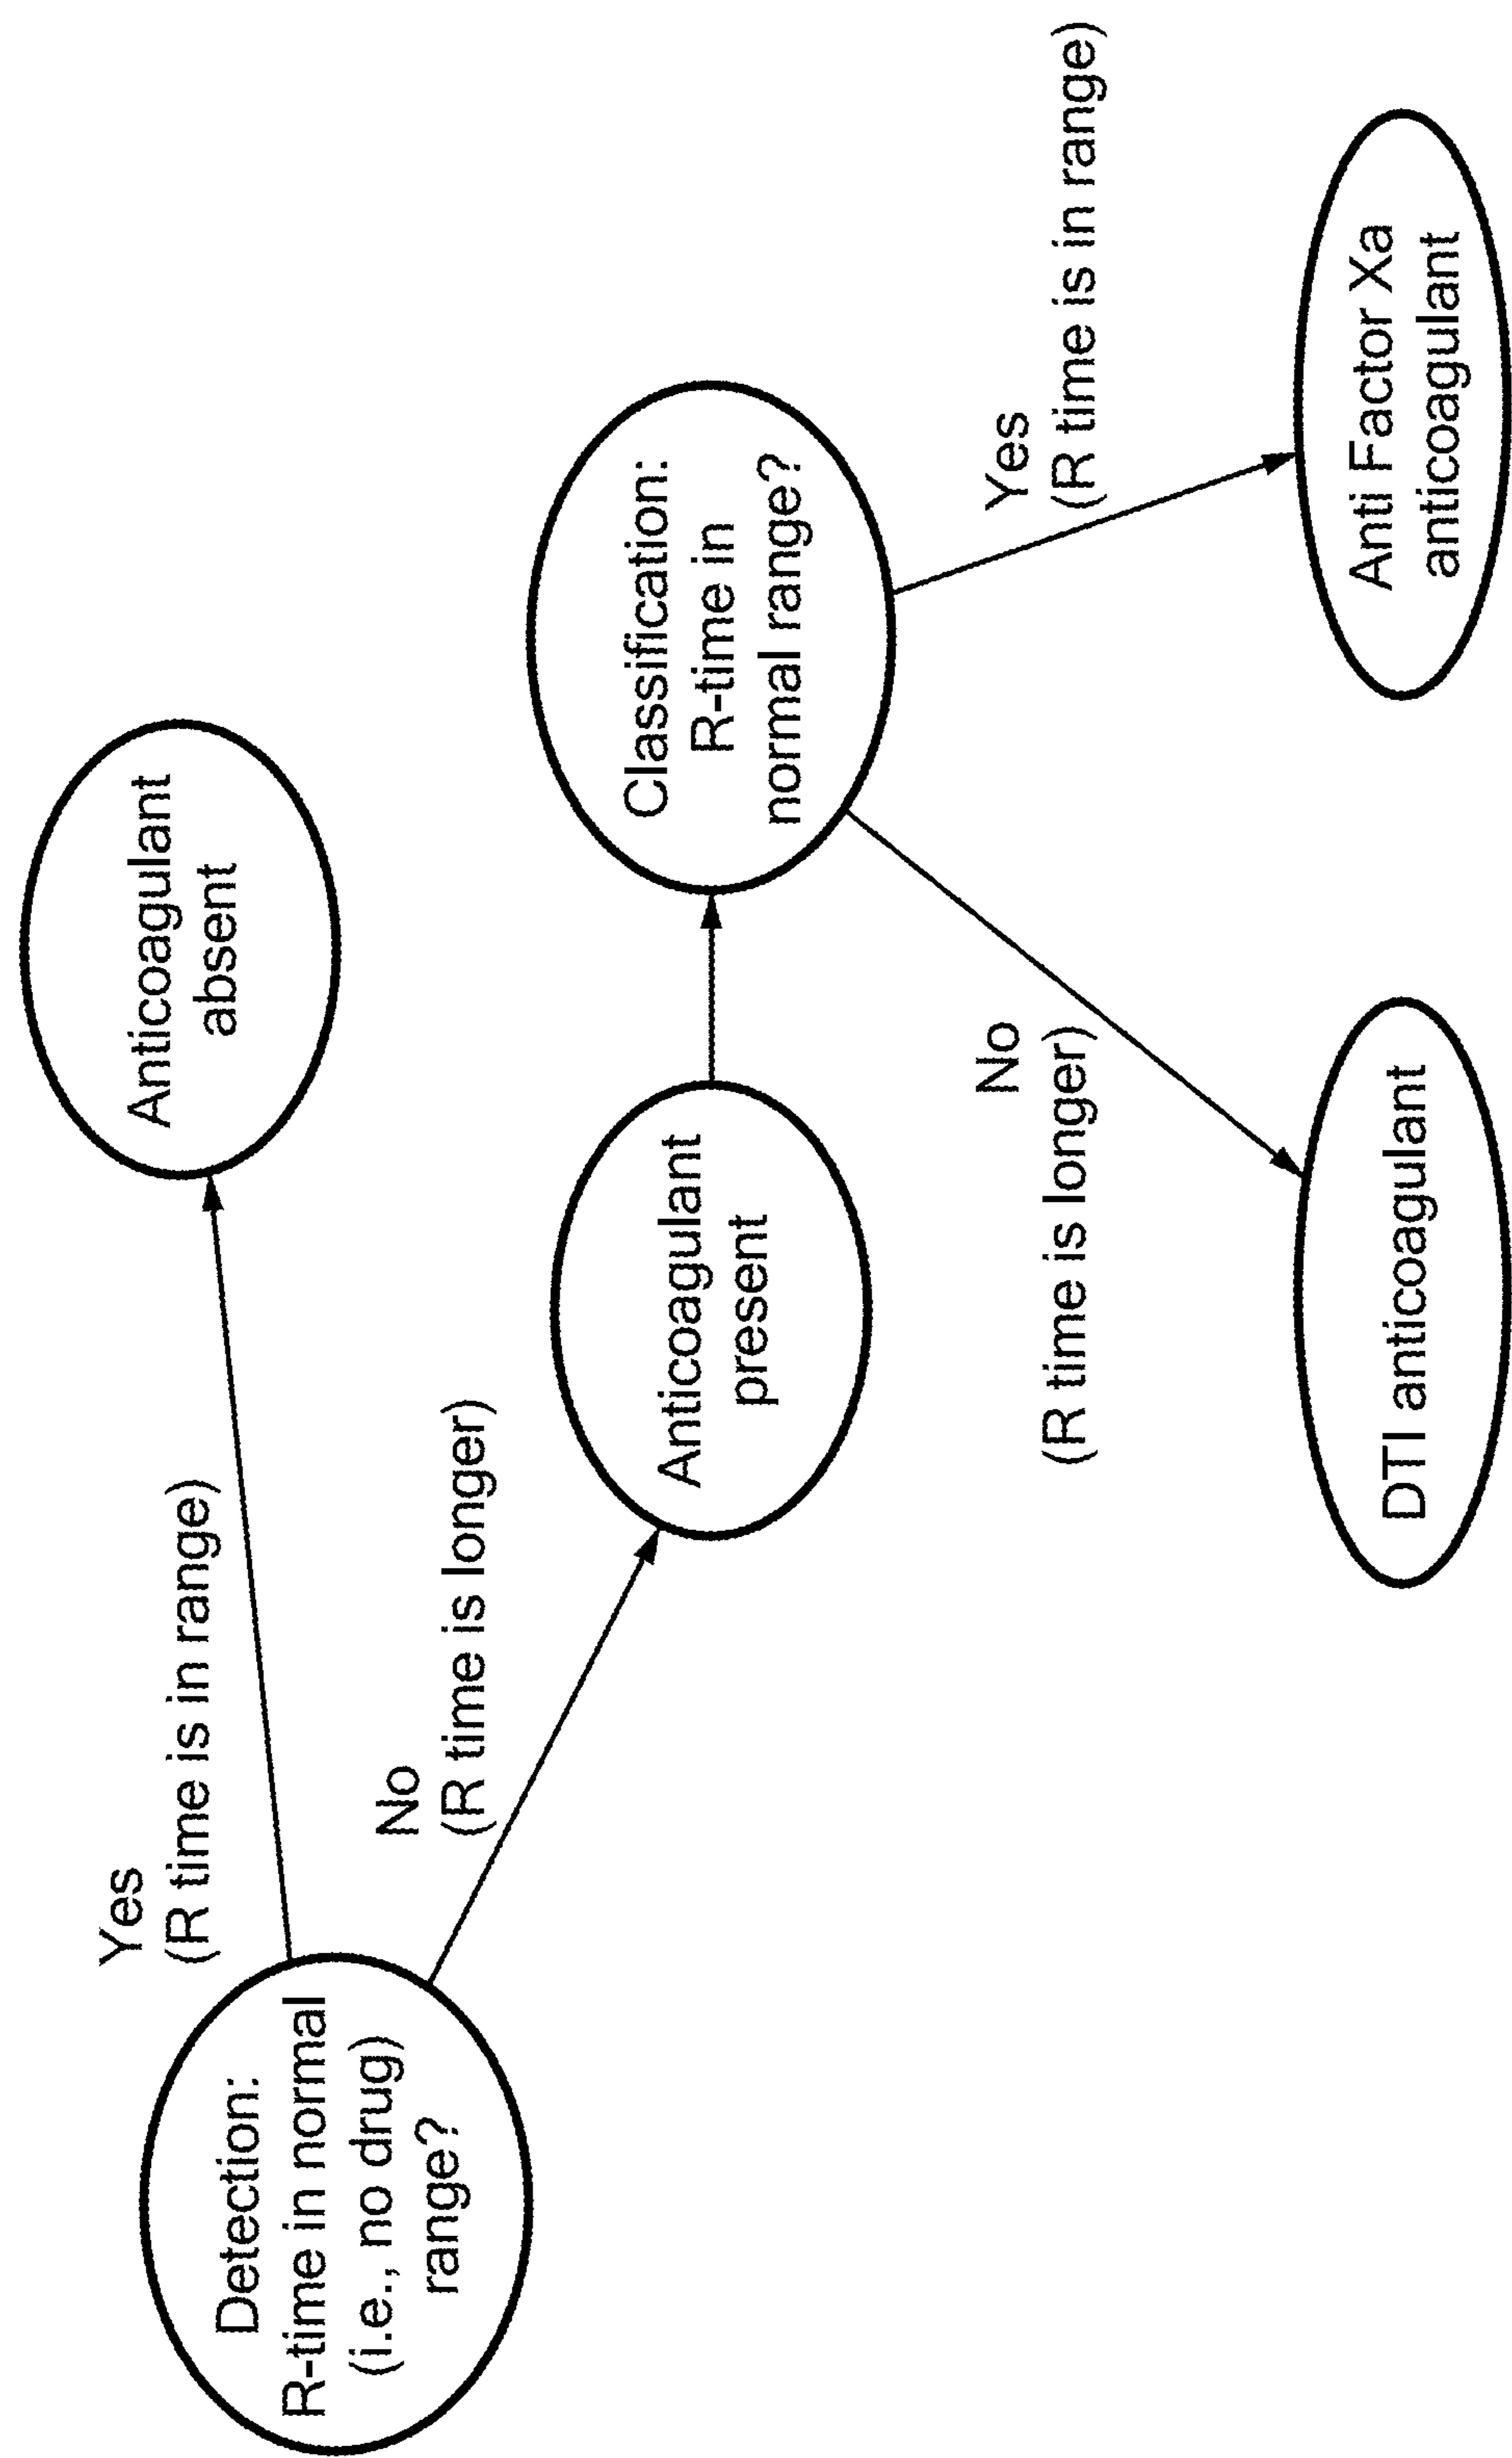 Detection:
R-time in normal
(i.e., no drug)
range?
Yes
(R time is in range)
No
(R time is longer)
Anticoagulant
absent
Anticoagulant
present
Classification:
R-time in
normal range?
No
(R time is longer)
Yes
(R time is in range)
DTI anticoagulant
Anti Factor Xa
anticoagulant